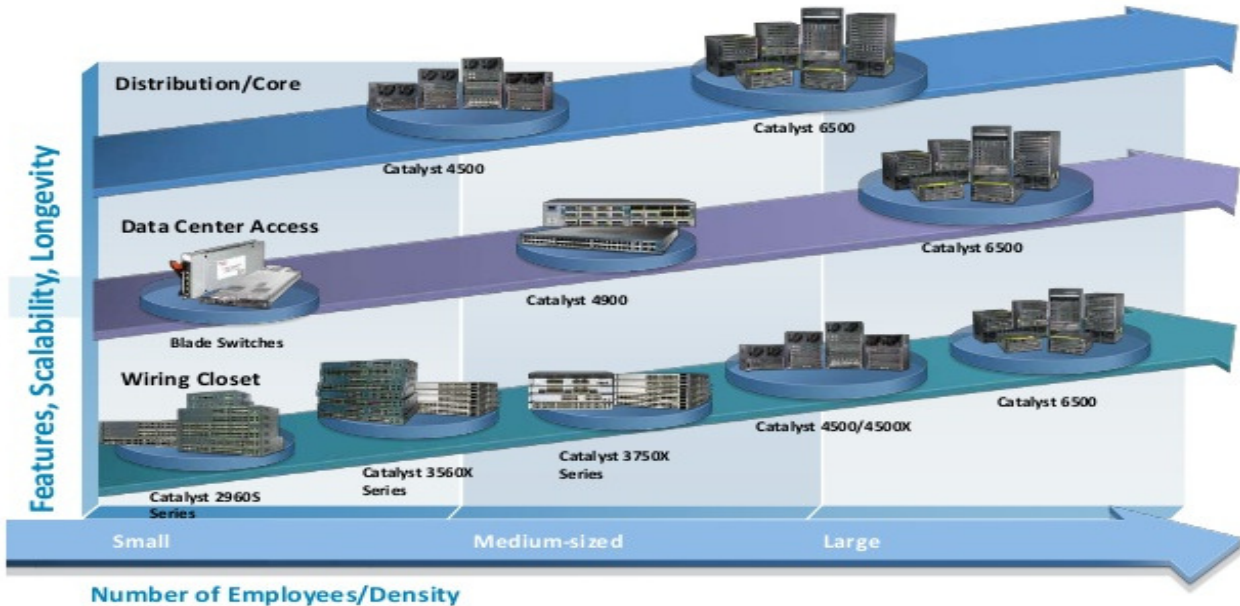 Features, Scalability, Longevity
Distribution/Core
Catalyst 4500
Catalyst 6500
Data Center Access
Blade Switches
Catalyst 4900
Catalyst 6500
Wiring Closet
Catalyst 2960S
Series
Catalyst 3560X
Series
Catalyst 3750X
Series
Catalyst 4500/4500X
Catalyst 6500
Small
Medium-sized
Large
Number of Employees/Density